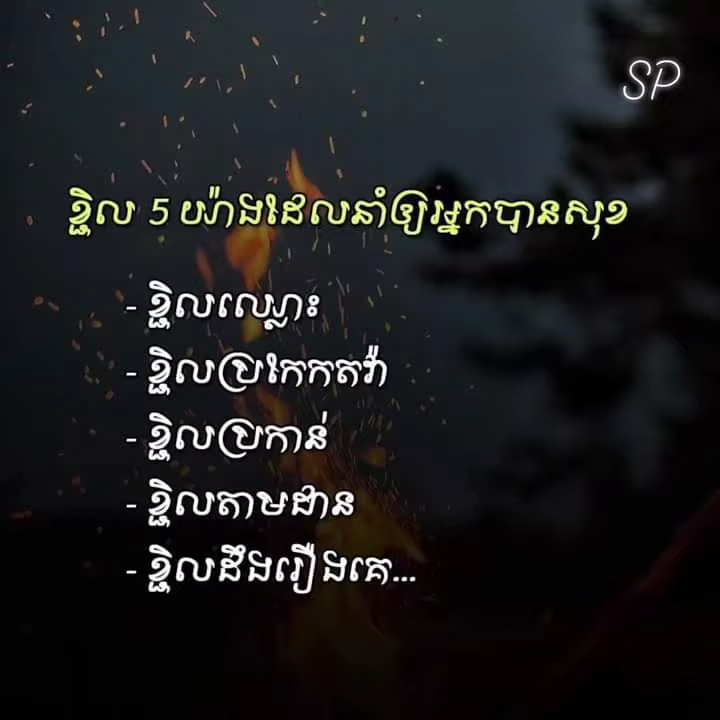 SP
ខ្ជិល 5 យ៉ាងដែលនាំឲ្យអ្នកបានសុខ
- ខ្ជិលឈ្លោះ
- ខ្ជិលប្រកែកតវ៉ា
- ខ្ជិលប្រកាន់
- ខ្ជិលតាមដាន
- ខ្ជិលដឹងរឿងគេ...